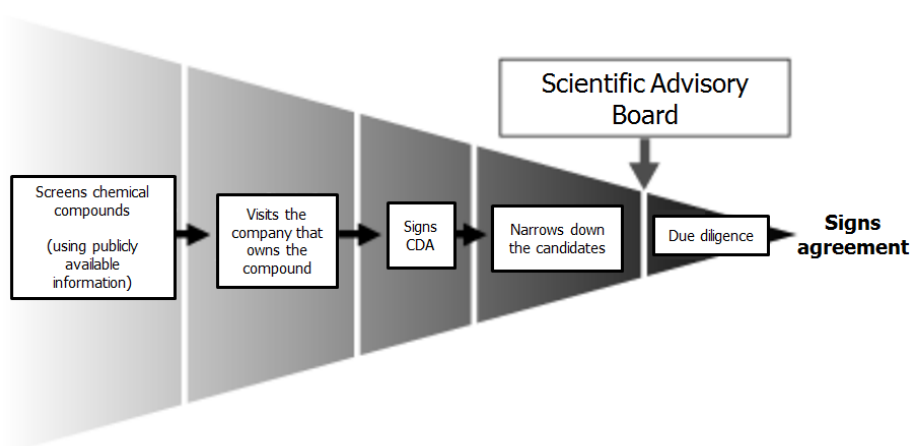 Scientific Advisory
Board
Screens chemical
compounds
(using publicly
available
information)
Visits the
company that
owns the
compound
Signs
CDA
Narrows down
the candidates
Due diligence
Signs
agreement